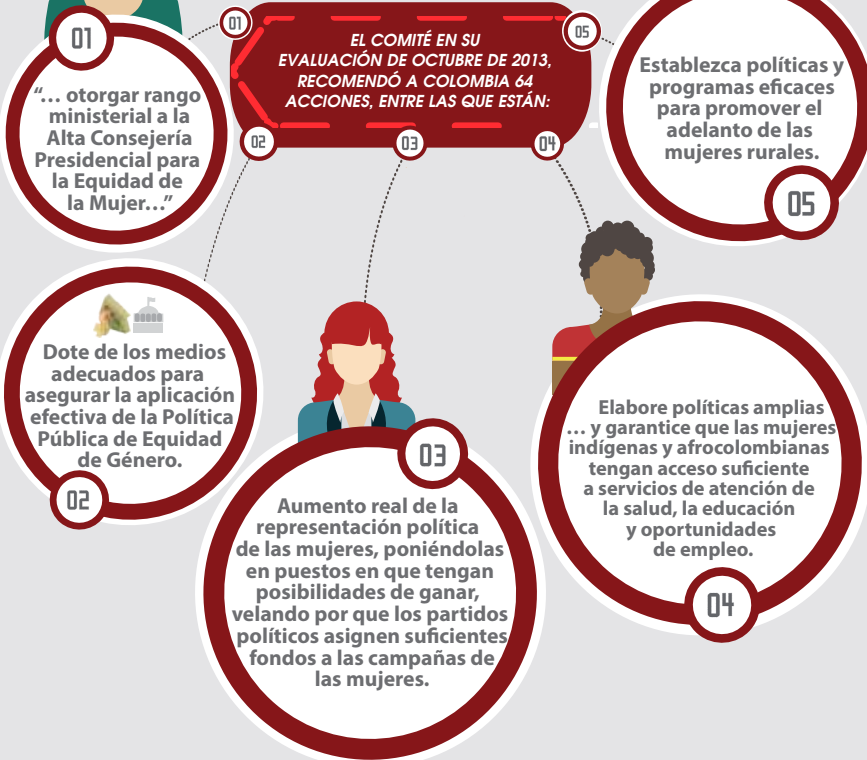 EL COMITÉ EN SU
EVALUACIÓN DE OCTUBRE DE 2013,
RECOMENDÓ A COLOMBIA 64
ACCIONES, ENTRE LAS QUE ESTÁN:
01
02
03
04
05
01
“... otorgar rango
ministerial a la
Alta Consejería
Presidencial para
la Equidad de
la Mujer...”
Dote de los medios
adecuados para
asegurar la aplicación
efectiva de la Política
Pública de Equidad
de Género.
02
03
Aumento real de la
representación política
de las mujeres, poniéndolas
en puestos en que tengan
posibilidades de ganar,
velando por que los partidos
políticos asignen suficientes
fondos a las campañas de
las mujeres.
Elabore políticas amplias
... y garantice que las mujeres
indígenas y afrocolombianas
tengan acceso suficiente
a servicios de atención de
la salud, la educación
y oportunidades
de empleo.
04
Establezca políticas y
programas eficaces
para promover el
adelanto de las
mujeres rurales.
05